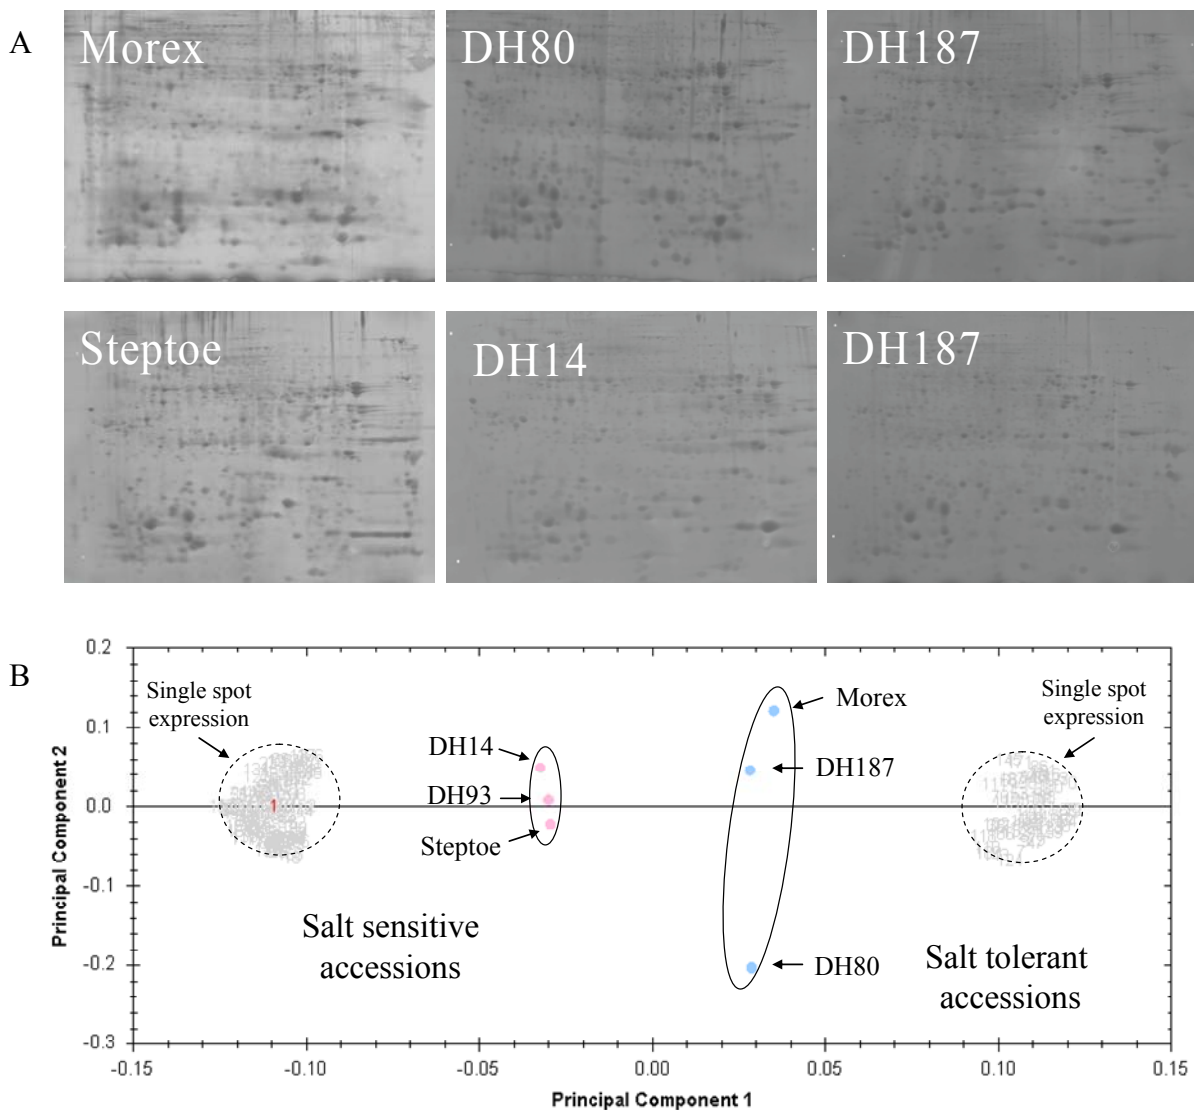 A
Morex
DH80
DH187
Steptoe
DH14
DH187
B
Principal Component 2
0.2
0.1
0.0
-0.1
-0.2
-0.3
Single spot
expression
1
DH14
DH93
Steptoe
Morex
DH187
DH80
Single spot
expression
Salt sensitive
accessions
Salt tolerant
accessions
-0.15
-0.10
-0.05
0.00
0.05
0.10
0.15
Principal Component 1